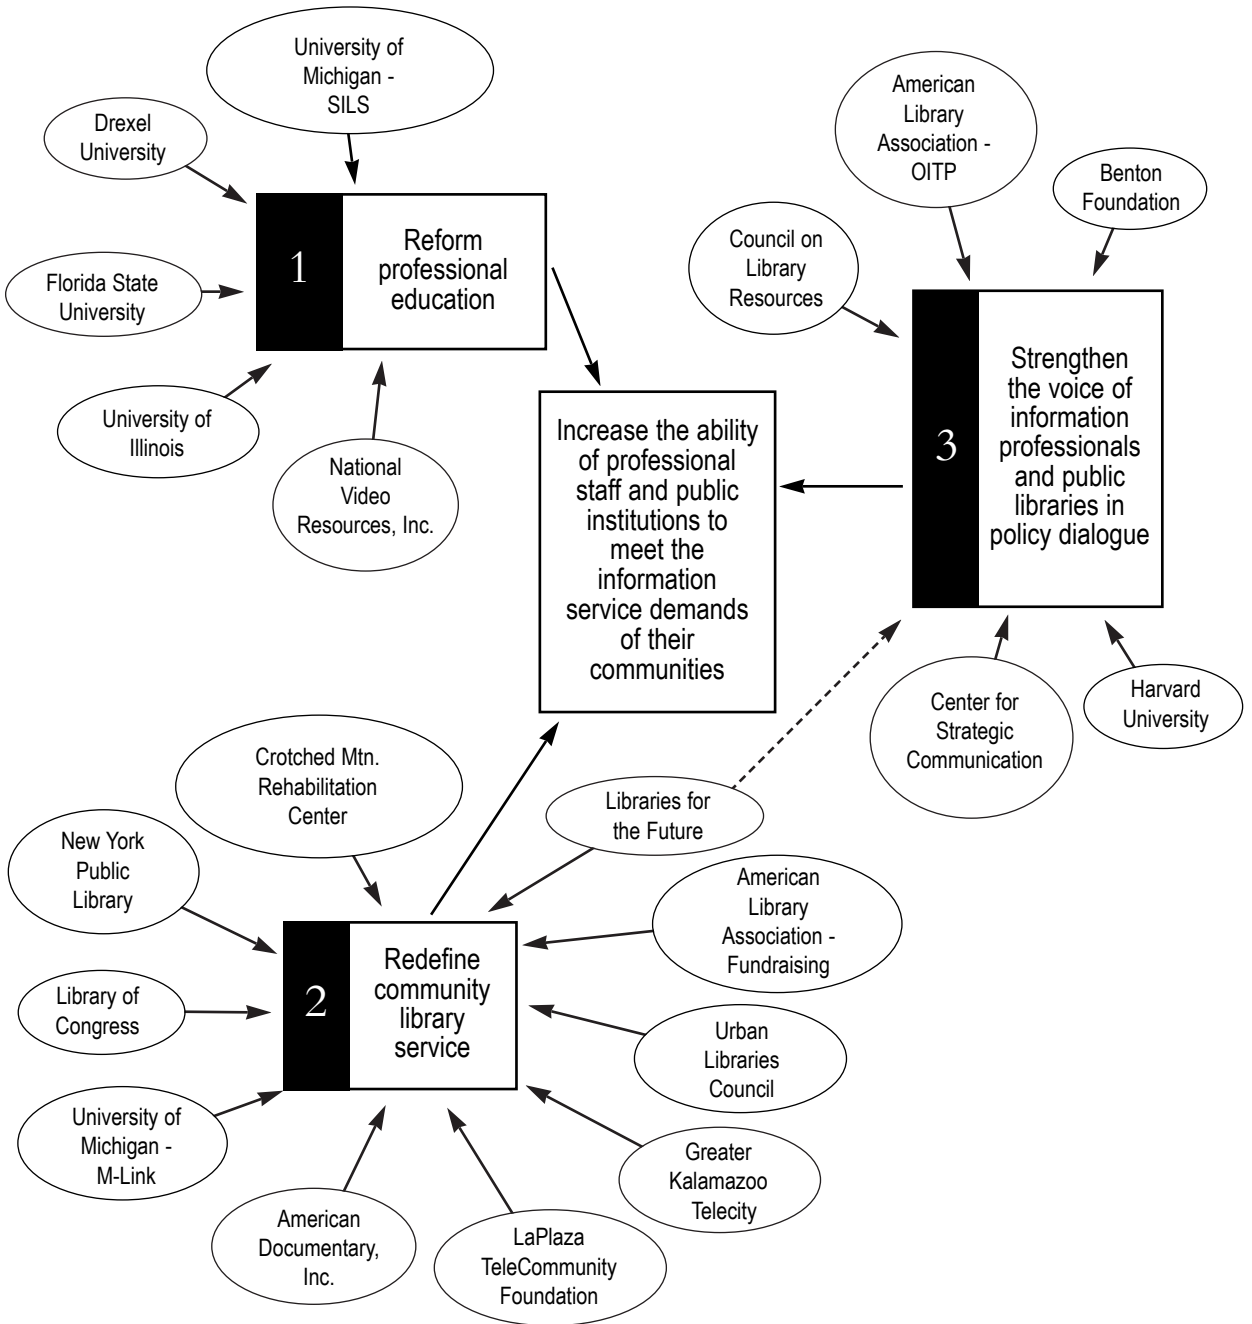 University of
Michigan -
SILS
Drexel
University
Florida State
University
University of
Illinois
National
Video
Resources, Inc.
1
Reform
professional
education
American
Library
Association -
OITP
Benton
Foundation
Council on
Library
Resources
3
Strengthen
the voice of
information
professionals
and public
libraries in
policy dialogue
Center for
Strategic
Communication
Harvard
University
Increase the ability
of professional
staff and public
institutions to
meet the
information
service demands
of their
communities
Crotched Mtn.
Rehabilitation
Center
Libraries for
the Future
New York
Public
Library
American
Library
Association -
Fundraising
2
Redefine
community
library
service
Library of
Congress
Urban
Libraries
Council
University of
Michigan -
M-Link
Greater
Kalamazoo
Telecity
American
Documentary,
Inc.
LaPlaza
TeleCommunity
Foundation